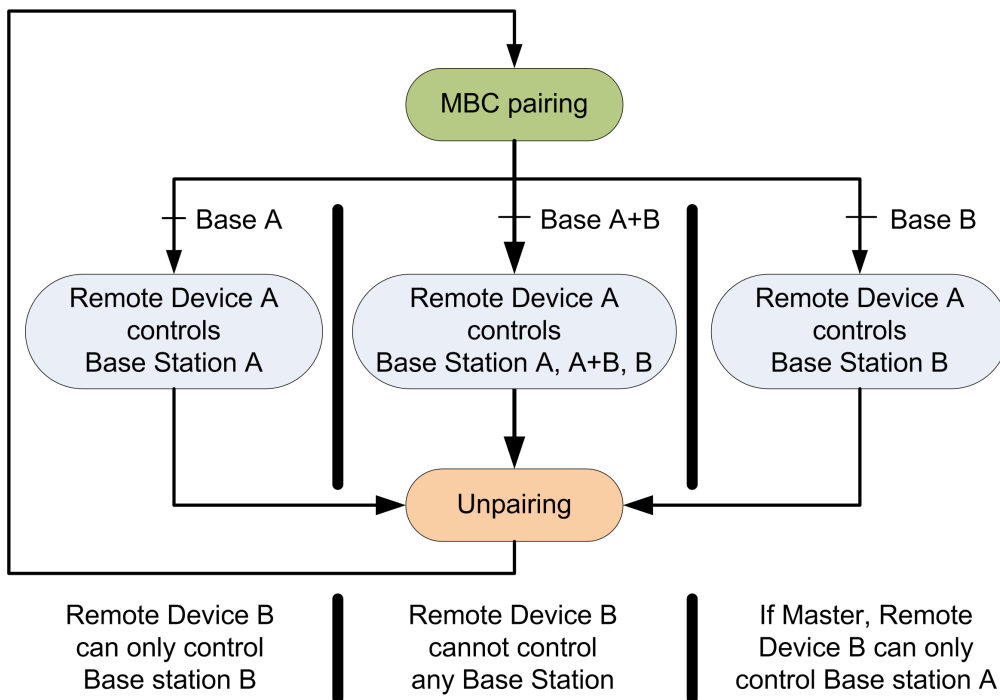 MBC pairing
Base A
Base A+B
Base B
Remote Device A
controls
Base Station A
Remote Device A
controls
Base Station A, A+B, B
Remote Device A
controls
Base Station B
Unpairing
Remote Device B
can only control
Base station B
Remote Device B
cannot control
any Base Station
If Master, Remote
Device B can only
control Base station A